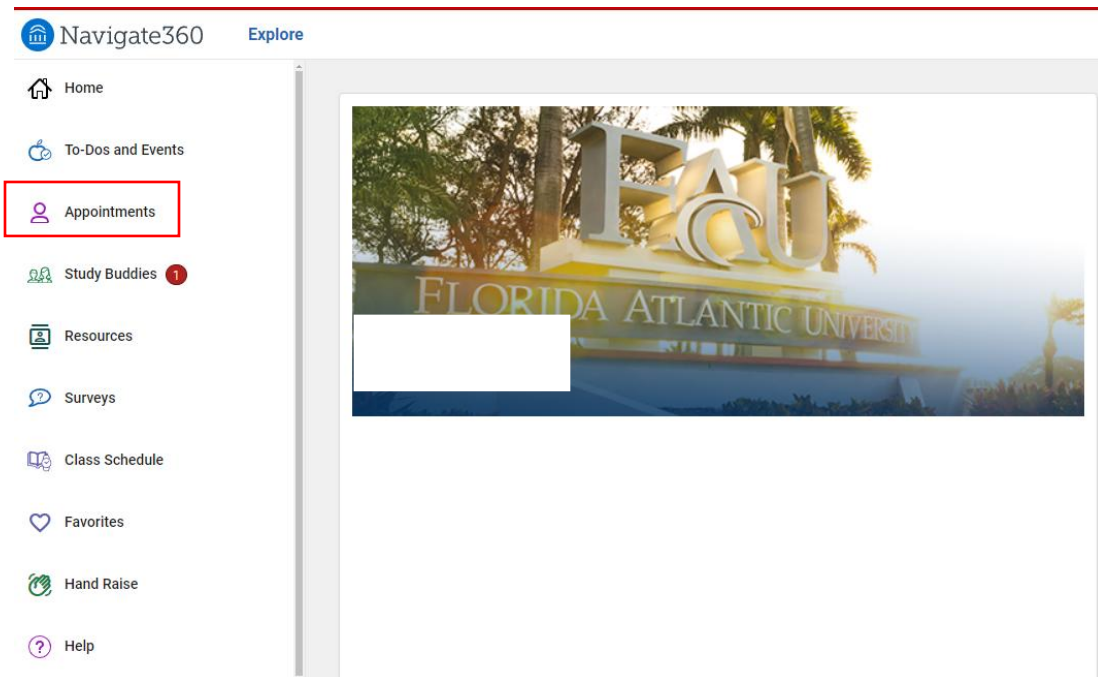 Navigate360 Explore
Home
To-Dos and Events
Appointments
Study Buddies 1
Resources
Surveys
Class Schedule
Favorites
Hand Raise
? Help
FAU
FLORIDA ATLANTIC UNIVERSI